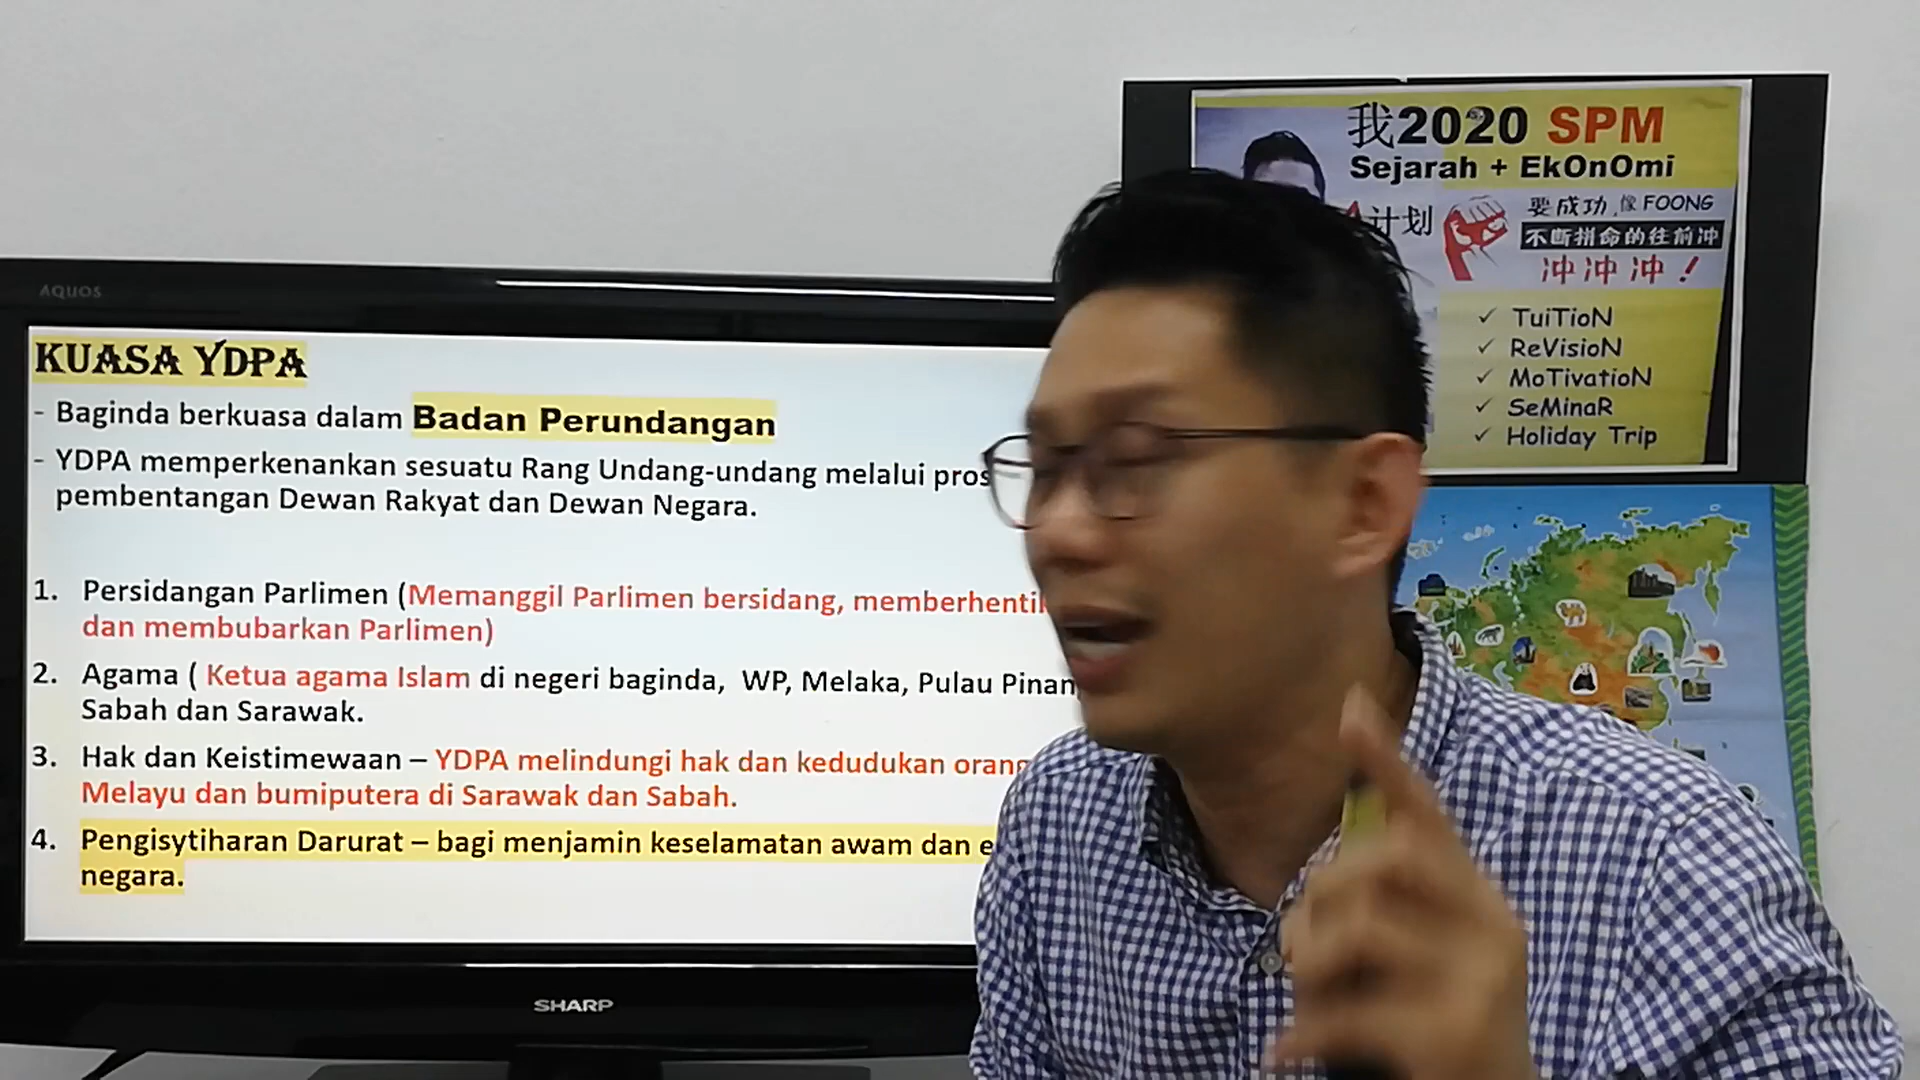 AQUOS
KUASA YDPA
- Baginda berkuasa dalam Badan Perundangan
- YDPA memperkenankan sesuatu Rang Undang-undang melalui
pembentangan Dewan Rakyat dan Dewan Negara.
1. Persidangan Parlimen (Memanggil Parlimen bersidang,
dan membubarkan Parlimen)
2. Agama ( Ketua agama Islam di negeri baginda, WP, Melaka, Pulau
Sabah dan Sarawak.
3. Hak dan Keistimewaan – YDPA melindungi hak dan kedudukan
Melayu dan bumiputera di Sarawak dan Sabah.
4. Pengisytiharan Darurat – bagi menjamin keselamatan awam dan
negara.
SHARP
我2020 SPM
Sejarah + EkOnOmi
计划
要成功,像 FOONG
不断拼命的往前冲
冲 冲 冲 !
✓ TuiTioN
✓ ReVisioN
✓ MoTivatioN
✓ SeMinaR
✓ Holiday Trip